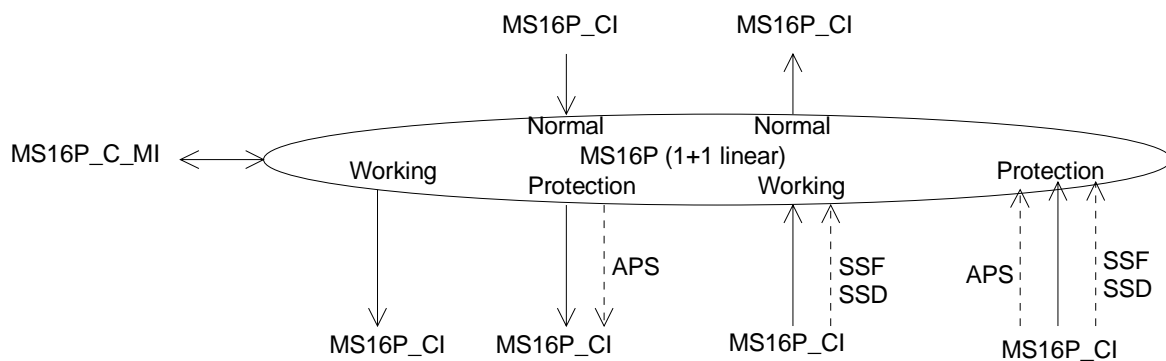 MS16P_CI MS16P_CI
Normal Normal
MS16P_C_MI MS16P (1+1 linear)
Working Protection Working Protection
APS SSF APS SSF
SSD SSD
MS16P_CI MS16P_CI MS16P_CI MS16P_CI